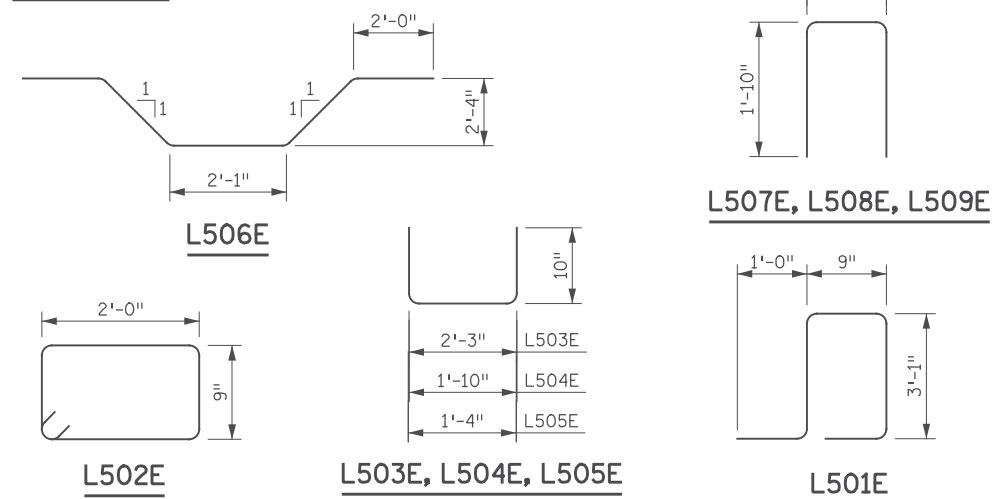 2'-0"
1
1
1
1
2'-4"
2'-1"
L506E
1'-10"
L507E, L508E, L509E
2'-0"
9"
L502E
10"
2'-3" L503E
1'-10" L504E
1'-4" L505E
L503E, L504E, L505E
1'-0" 9"
3'-1"
L501E